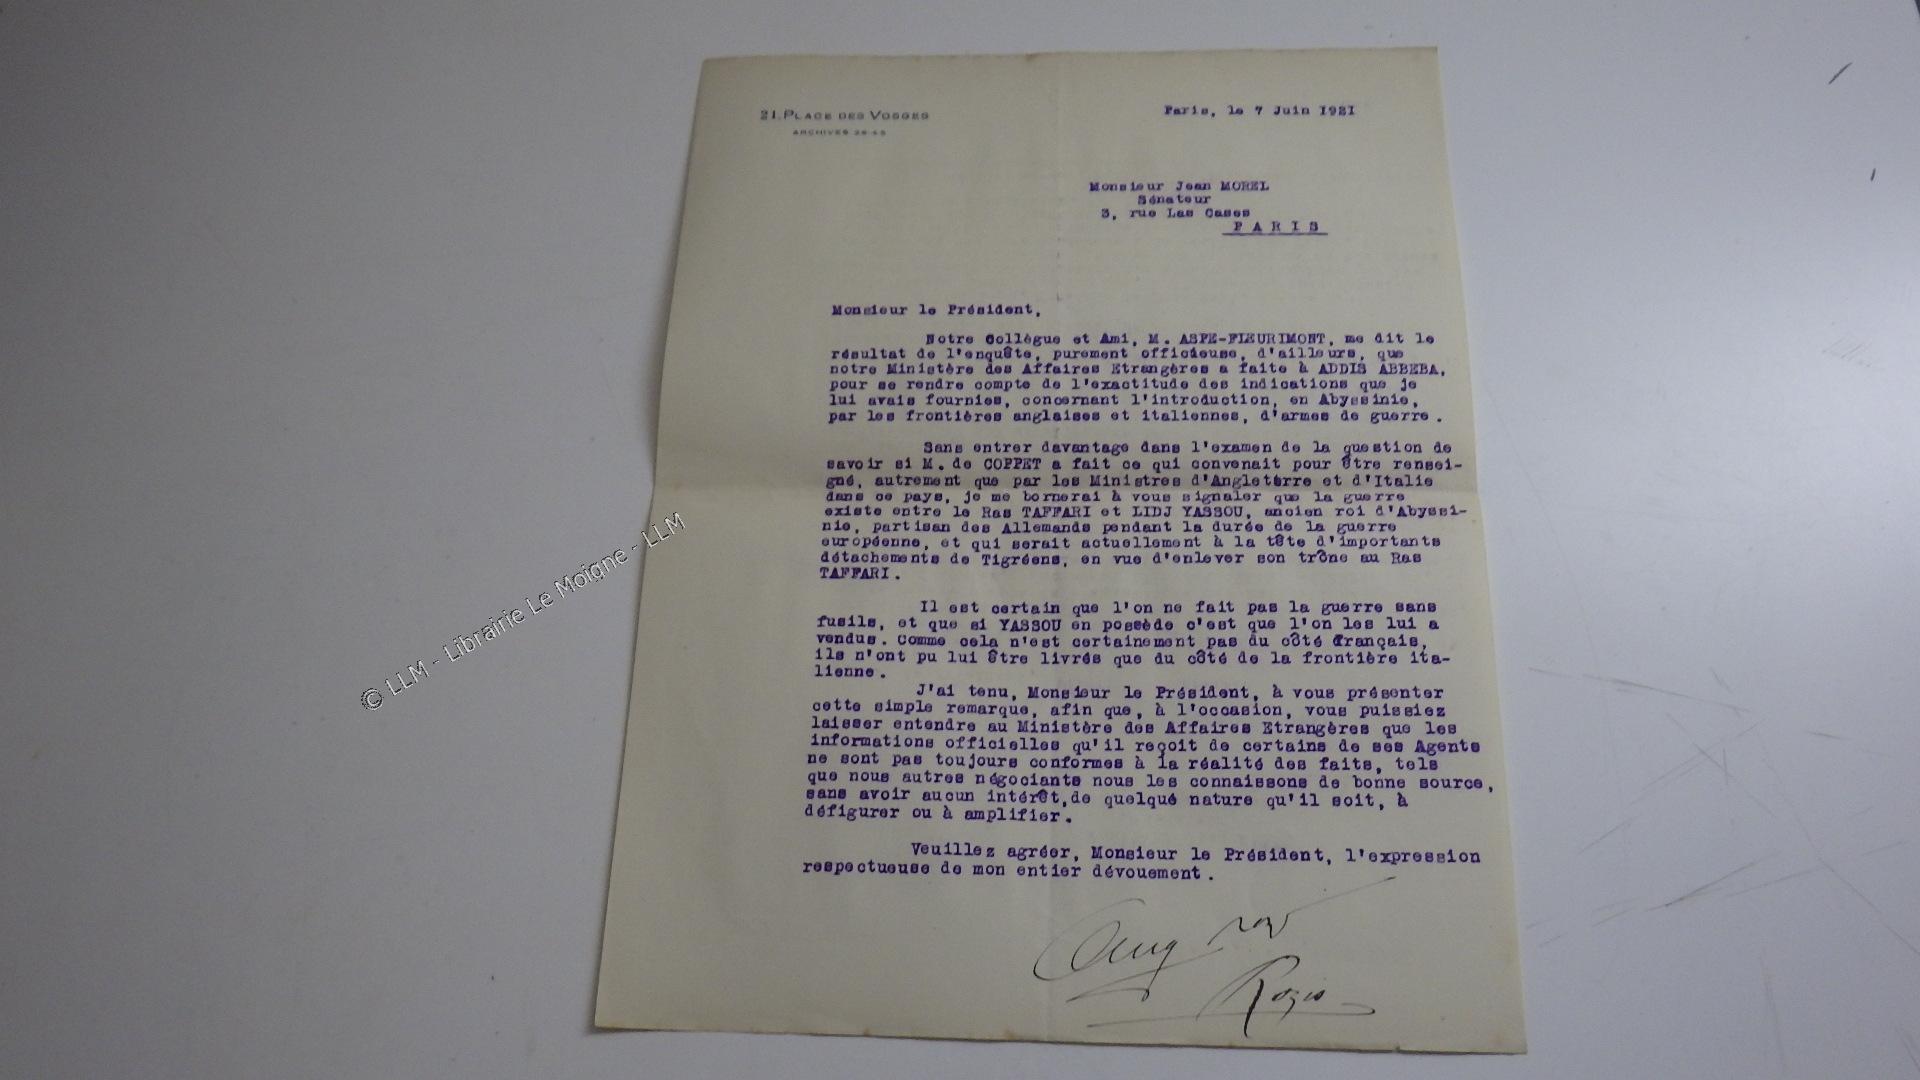 21, PLACE DES VOSGES
ARCHIVES 28-45
Paris, le 7 Juin 1921
Monsieur Jean MOREL
Sénateur
3, rue Las Cases
PARIS
Monsieur le Président,
Notre Collègue et Ami, M. ASPE-FLEURIMONT, me dit le
résultat de l'enquête, purement officieuse, d'ailleurs, que
notre Ministère des Affaires Etrangères a faite à ADDIS ABBEBA,
pour se rendre compte de l'exactitude des indications que je
lui avais fournies, concernant l'introduction, en Abyssinie,
par les frontières anglaises et italiennes, d'armes de guerre.
Sans entrer davantage dans l'examen de la question de
savoir si M. de COPPET a fait ce qui convenait pour être rensei-
gné, autrement que par les Ministres d'Angleterre et d'Italie
dans ce pays, je me bornerai à vous signaler que la guerre
existe entre le Ras TAFFARI et LIDJ YASSOU, ancien roi d'Abyssi-
nie, partisan des Allemands pendant la durée de la guerre
européenne, et qui serait actuellement à la tête d'importants
détachements de Tigréens, en vue d'enlever son trône au Ras
TAFFARI.
Il est certain que l'on ne fait pas la guerre sans
fusils, et que si YASSOU en possède c'est que l'on les lui a
vendus. Comme cela n'est certainement pas du côté français,
ils n'ont pu lui être livrés que du côté de la frontière ita-
lienne.
J'ai tenu, Monsieur le Président, à vous présenter
cette simple remarque, afin que, à l'occasion, vous puissiez
laisser entendre au Ministère des Affaires Etrangères que les
informations officielles qu'il reçoit de certains de ses Agents
ne sont pas toujours conformes à la réalité des faits, tels
que nous autres négociants nous les connaissons de bonne source,
sans avoir aucun intérêt,de quelqué nature qu'il soit, à
défigurer ou à amplifier.
Veuillez agréer, Monsieur le Président, l'expression
respectueuse de mon entier dévouement.
© LLM - Librairie Le Moigne - LLM